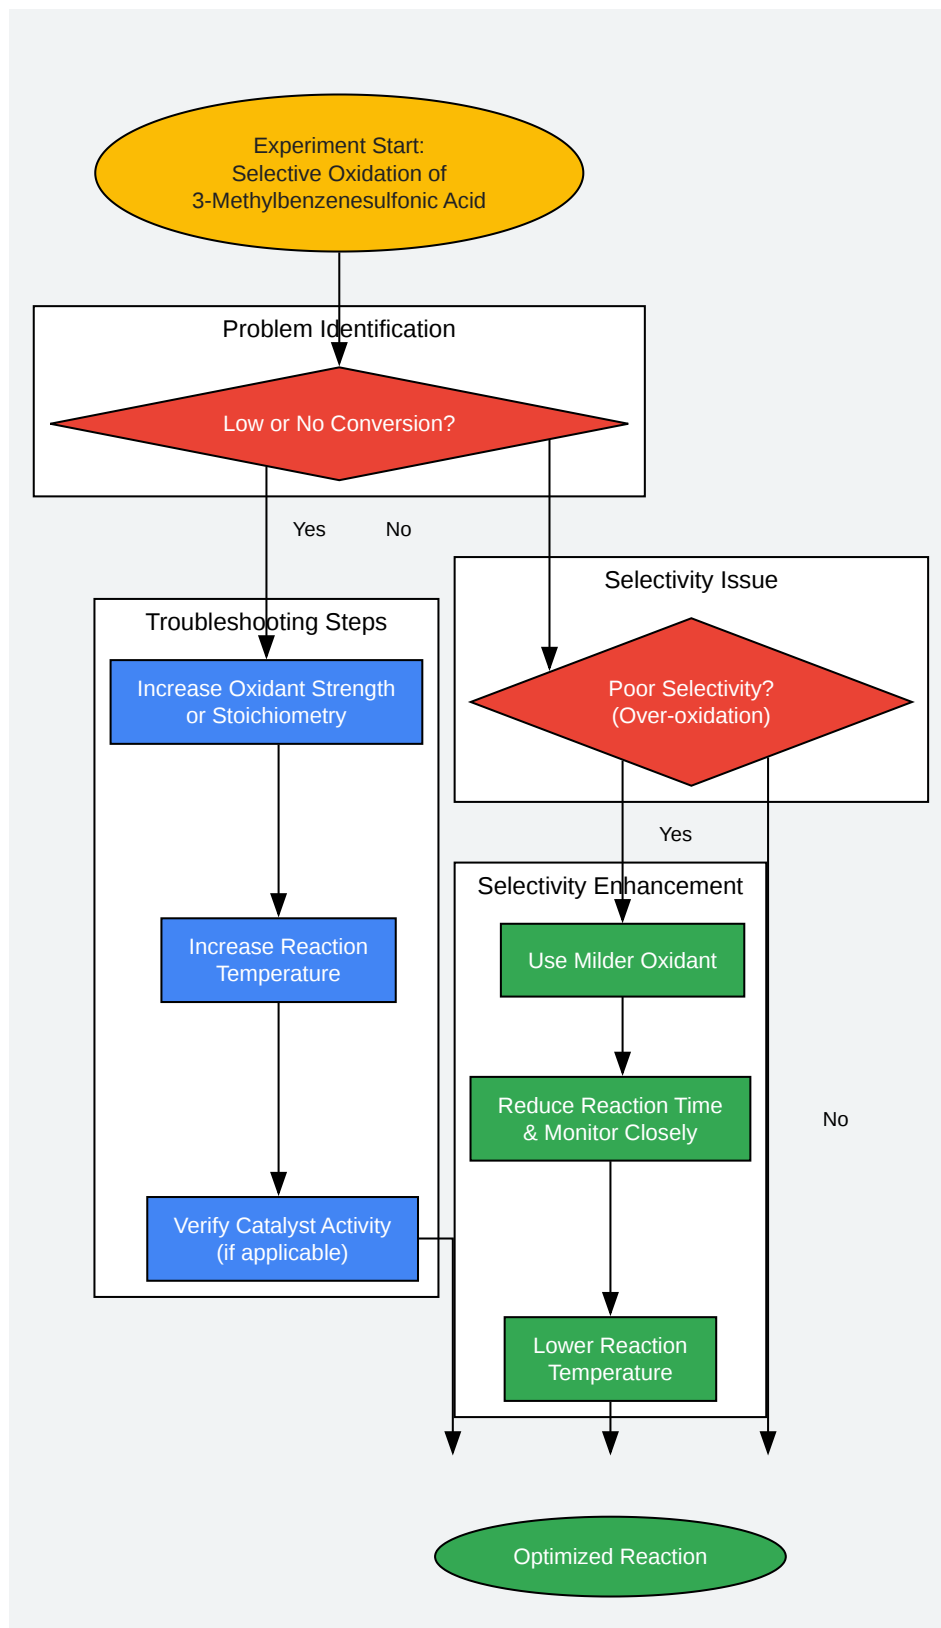 Experiment Start:
Selective Oxidation of
3-Methylbenzenesulfonic Acid
Problem Identification
Low or No Conversion?
Yes
No
Selectivity Issue
Troubleshooting Steps
Increase Oxidant Strength
or Stoichiometry
Poor Selectivity?
(Over-oxidation)
Yes
Selectivity Enhancement
Increase Reaction
Temperature
Use Milder Oxidant
Reduce Reaction Time
& Monitor Closely
No
Verify Catalyst Activity
(if applicable)
Lower Reaction
Temperature
Optimized Reaction